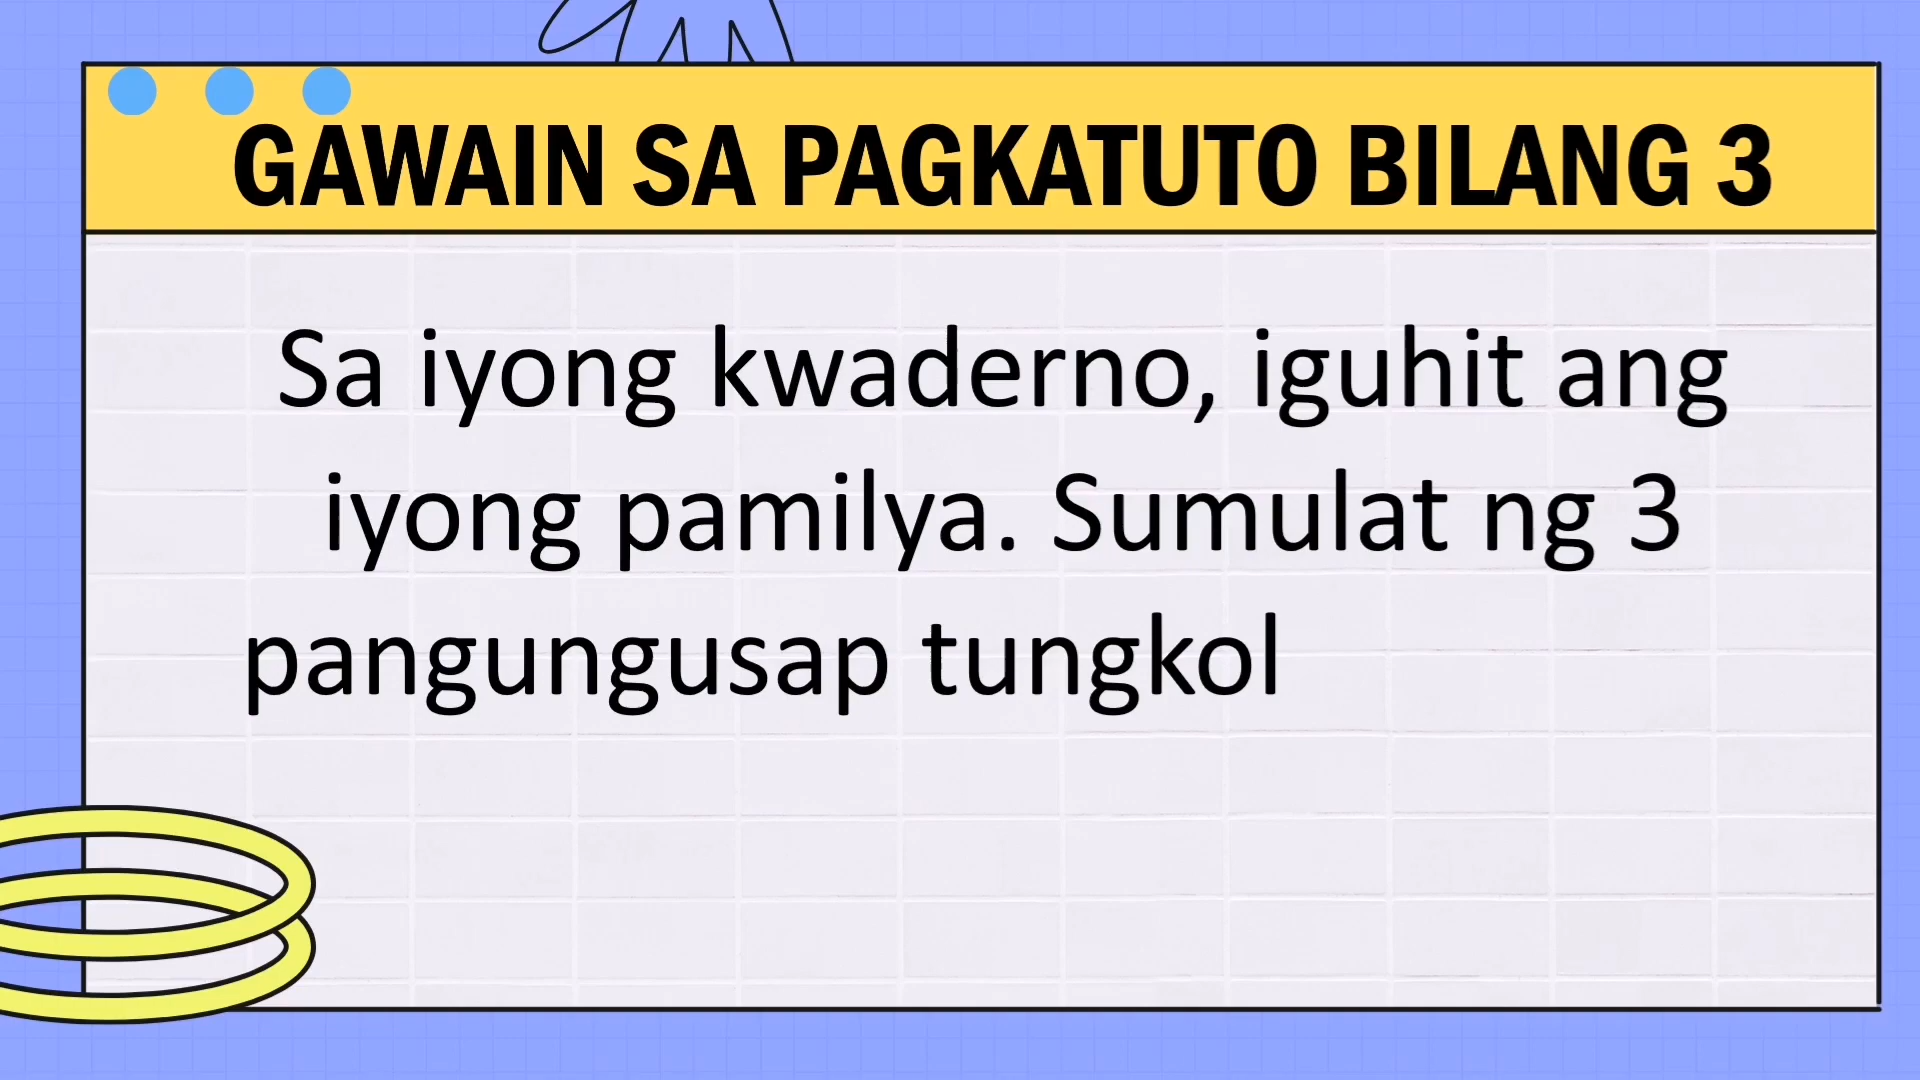 GAWAIN SA PAGKATUTO BILANG 3
Sa iyong kwaderno, iguhit ang
iyong pamilya. Sumulat ng 3
pangungusap tungkol